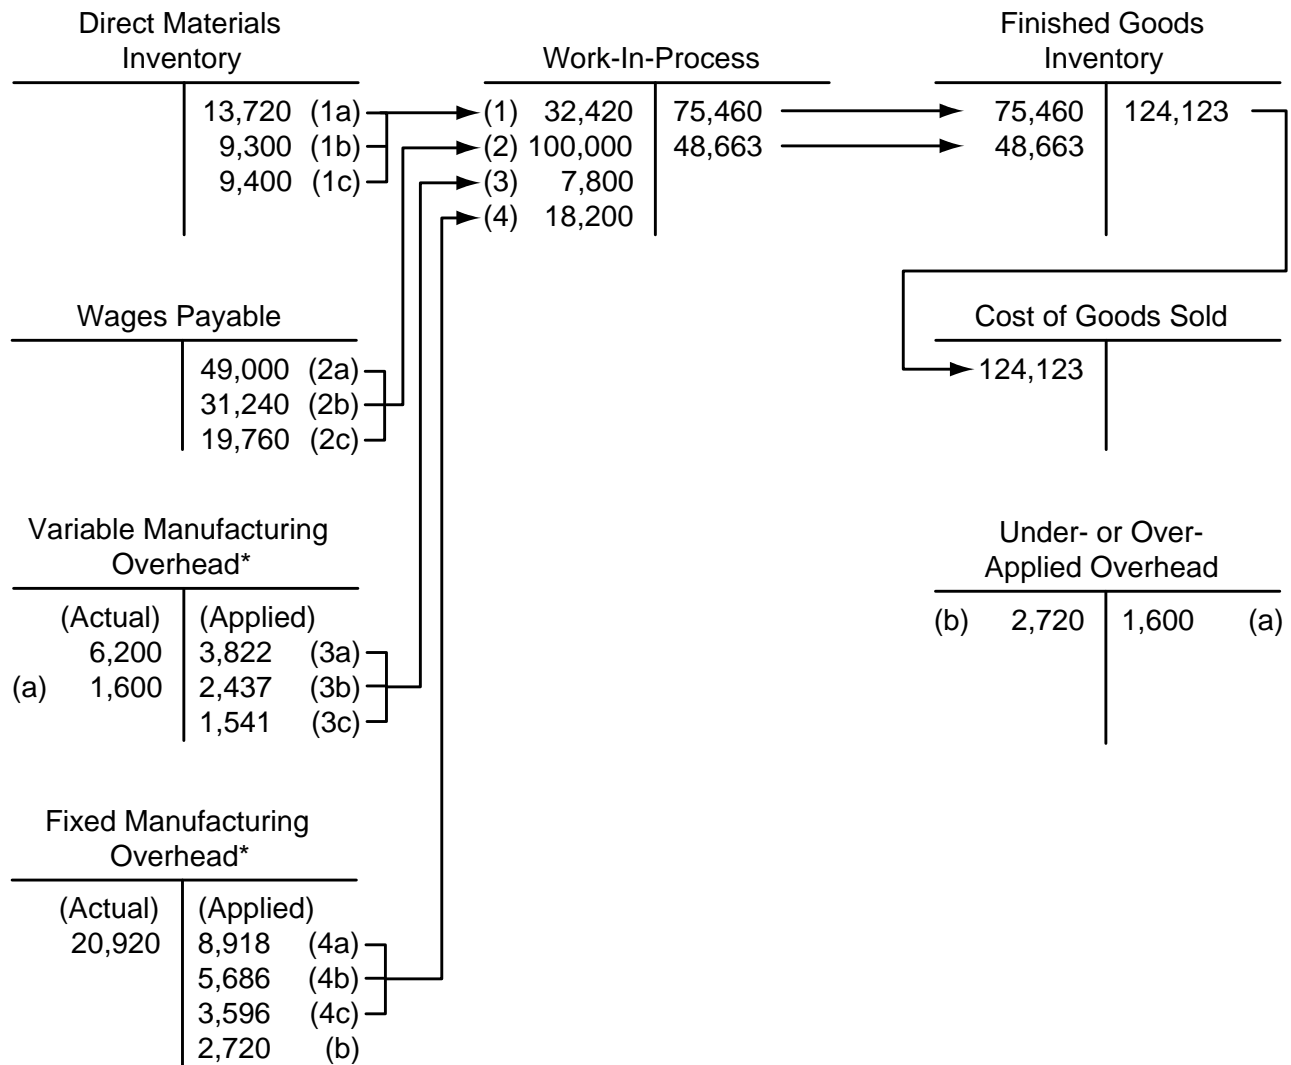 Direct Materials
Inventory
13,720 (1a)
9,300 (1b)
9,400 (1c)
Work-In-Process
(1) 32,420 75,460
(2) 100,000 48,663
(3) 7,800
(4) 18,200
Finished Goods
Inventory
75,460 124,123
48,663
Wages Payable
49,000 (2a)
31,240 (2b)
19,760 (2c)
Cost of Goods Sold
124,123
Variable Manufacturing
Overhead*
(Actual) (Applied)
6,200 3,822 (3a)
(a) 1,600 2,437 (3b)
1,541 (3c)
Under- or Over-
Applied Overhead
(b) 2,720 1,600 (a)
Fixed Manufacturing
Overhead*
(Actual) (Applied)
20,920 8,918 (4a)
5,686 (4b)
3,596 (4c)
2,720 (b)